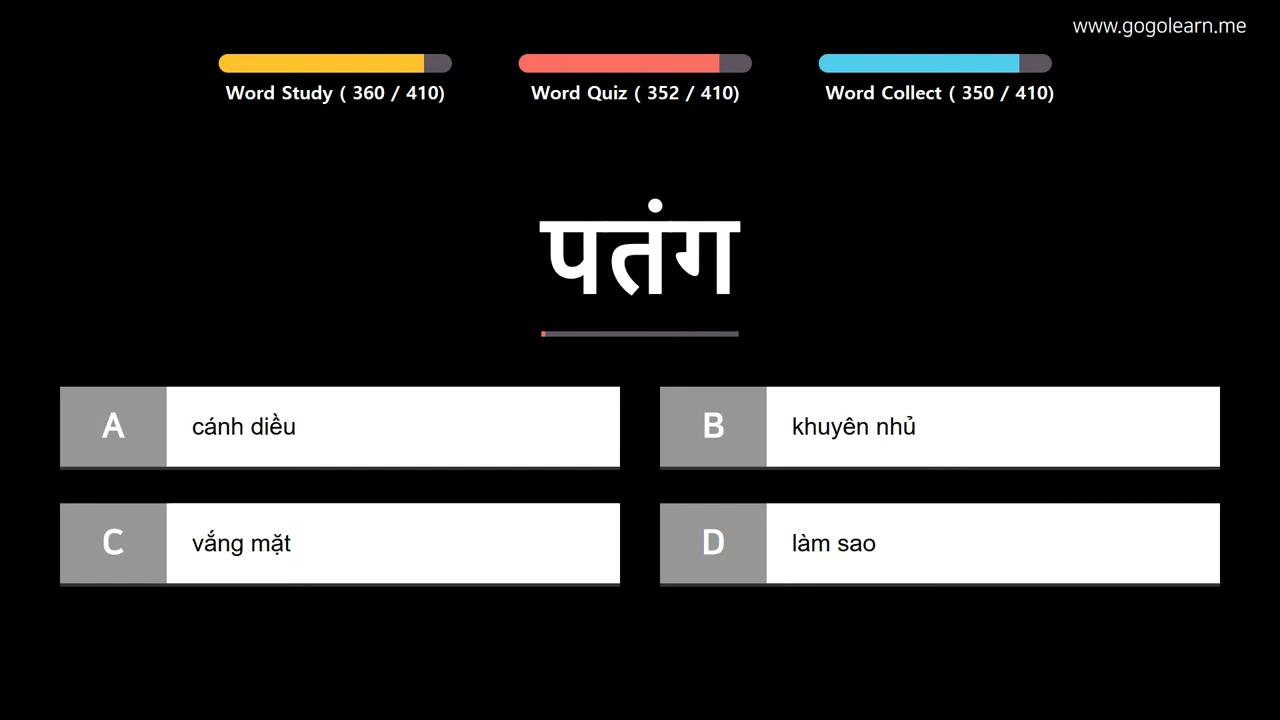 www.gogolearn.me
Word Study ( 360 / 410)
Word Quiz ( 352 / 410)
Word Collect ( 350 / 410)
पतंग
A
cánh diều
B
khuyên nhủ
C
vắng mặt
D
làm sao